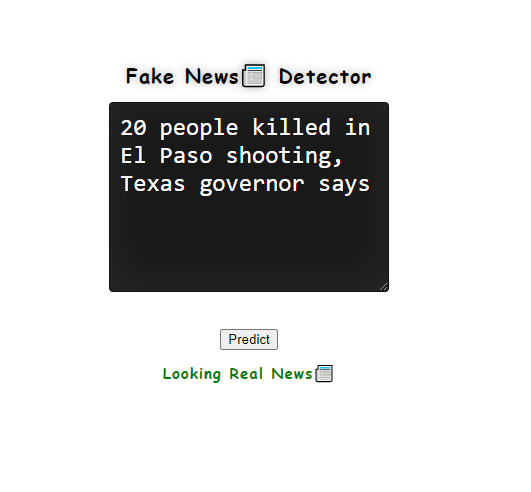 Fake News📰 Detector
20 people killed in
El Paso shooting,
Texas governor says
Predict
Looking Real News📰